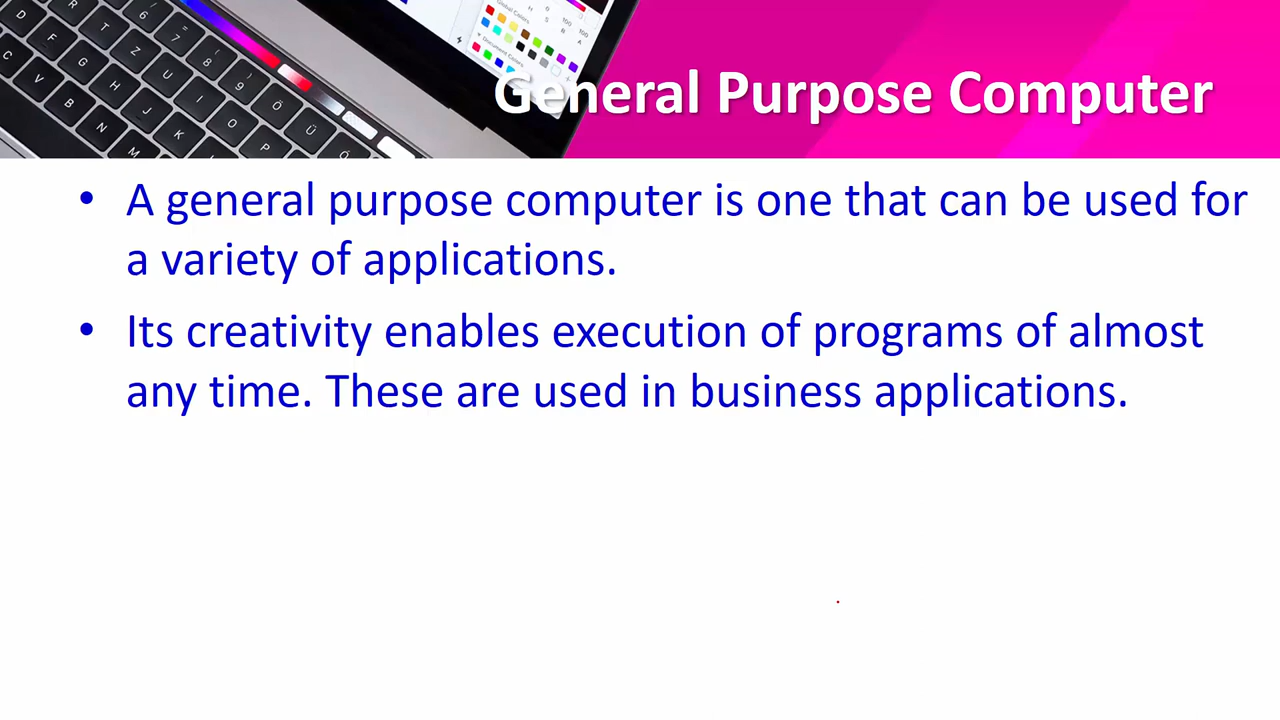 General Purpose Computer
• A general purpose computer is one that can be used for
a variety of applications.
• Its creativity enables execution of programs of almost
any time. These are used in business applications.